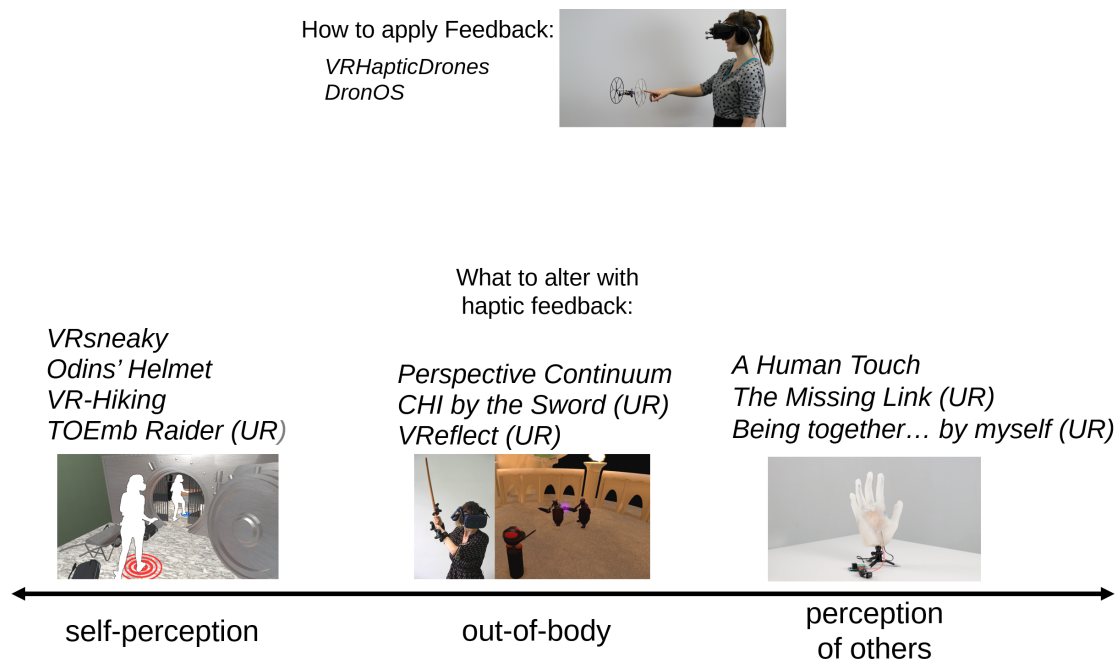 How to apply Feedback:
VRHapticDrones
DronOS
What to alter with
haptic feedback:
VRsneaky
Odins’ Helmet
VR-Hiking
TOEmb Raider (UR)
Perspective Continuum
CHI by the Sword (UR)
VReflect (UR)
A Human Touch
The Missing Link (UR)
Being together… by myself (UR)
self-perception
out-of-body
perception
of others